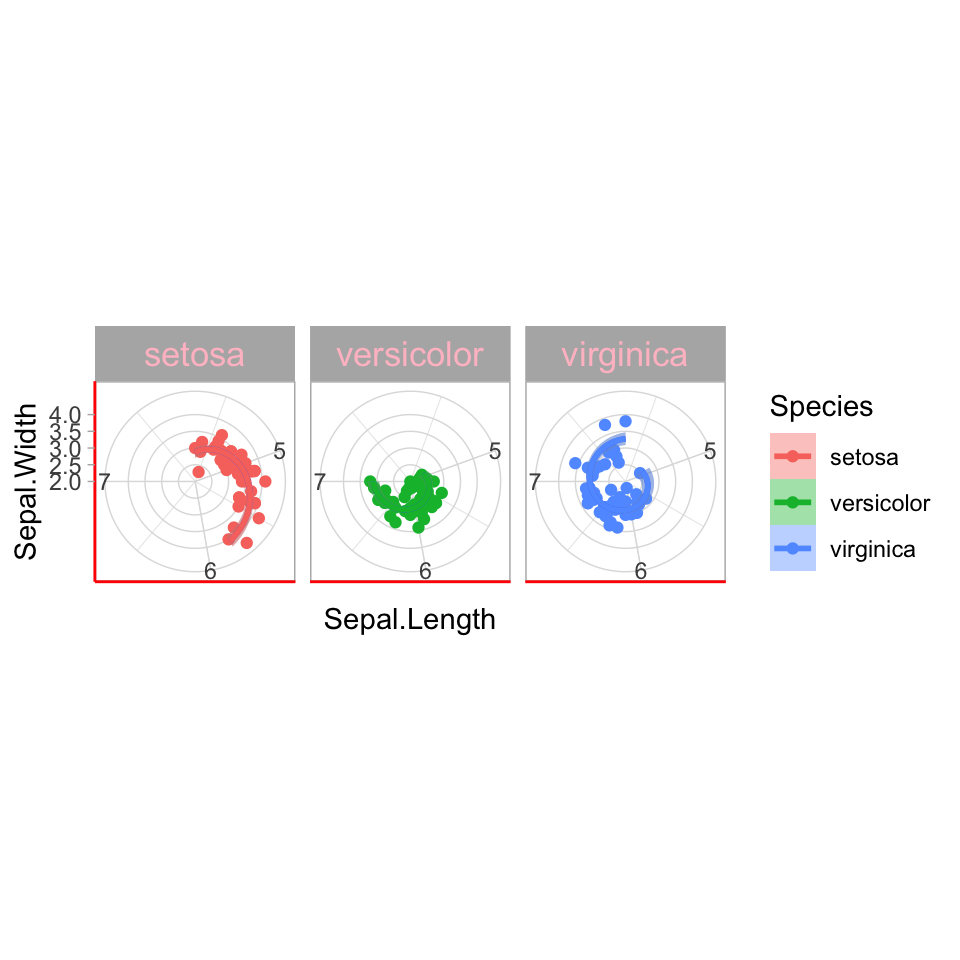 setosa
versicolor
virginica
Sepal.Width
4.0
3.5
3.0
2.5
2.0
7
5
6
7
5
6
7
5
6
Sepal.Length
Species
setosa
versicolor
virginica